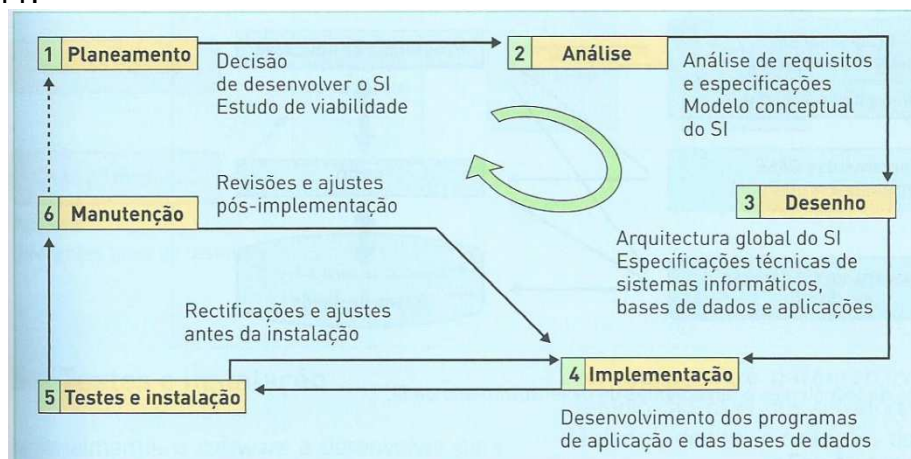 1 Planeamento
Decisão
de desenvolver o SI
Estudo de viabilidade
2 Análise
Análise de requisitos
e especificações
Modelo conceptual
do SI
3 Desenho
Arquitectura global do SI
Especificações técnicas de
sistemas informáticos,
bases de dados e aplicações
4 Implementação
Desenvolvimento dos programas
de aplicação e das bases de dados
5 Testes e instalação
Rectificações e ajustes
antes da instalação
6 Manutenção
Revisões e ajustes
pós-implementação